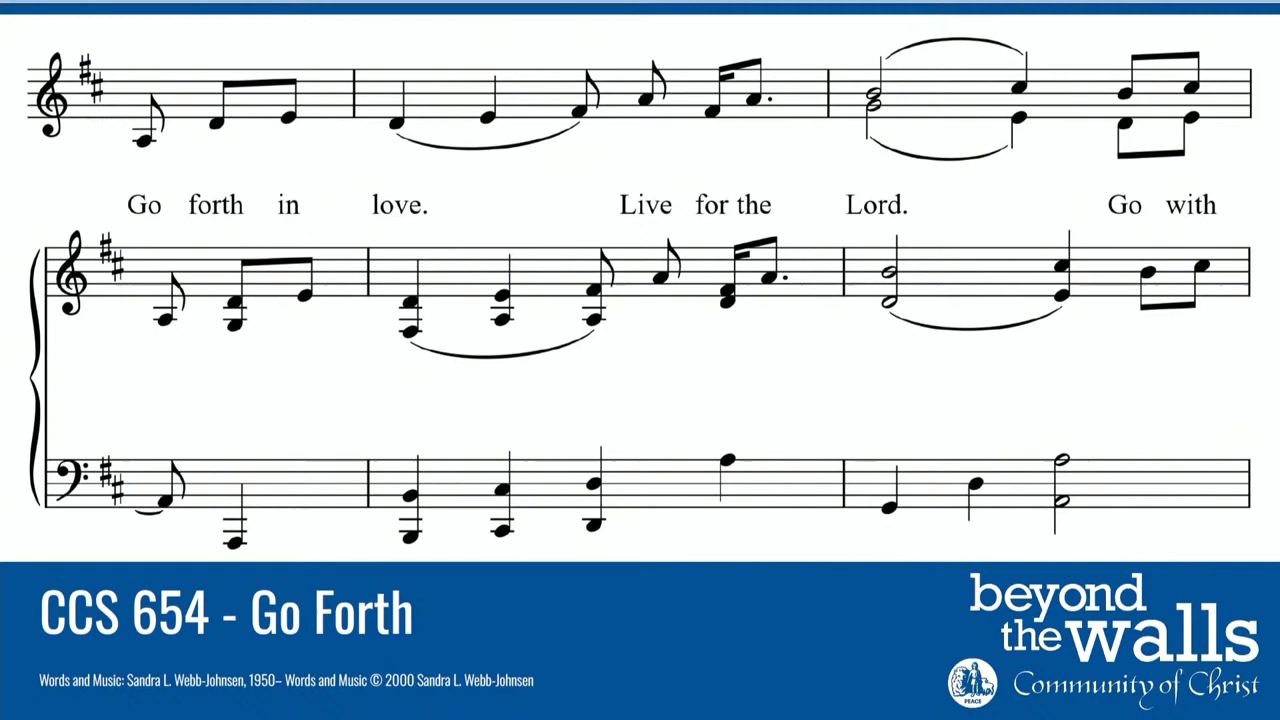 Go forth in love. Live for the Lord. Go with
CCS 654 - Go Forth
Words and Music: Sandra L. Webb-Johnsen, 1950– Words and Music © 2000 Sandra L. Webb-Johnsen
beyond
the walls
PEACE
Community of Christ